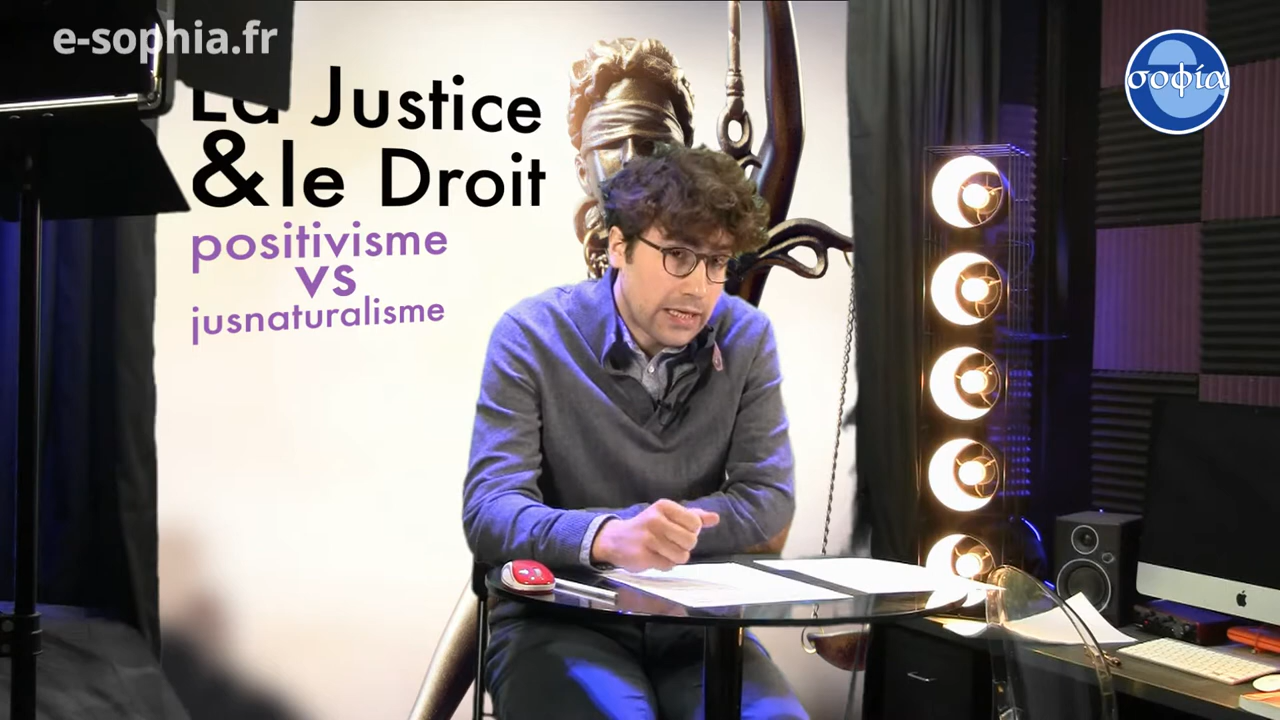 e-sophia.fr
σοφία
La Justice
& le Droit
positivisme
vs
jusnaturalisme